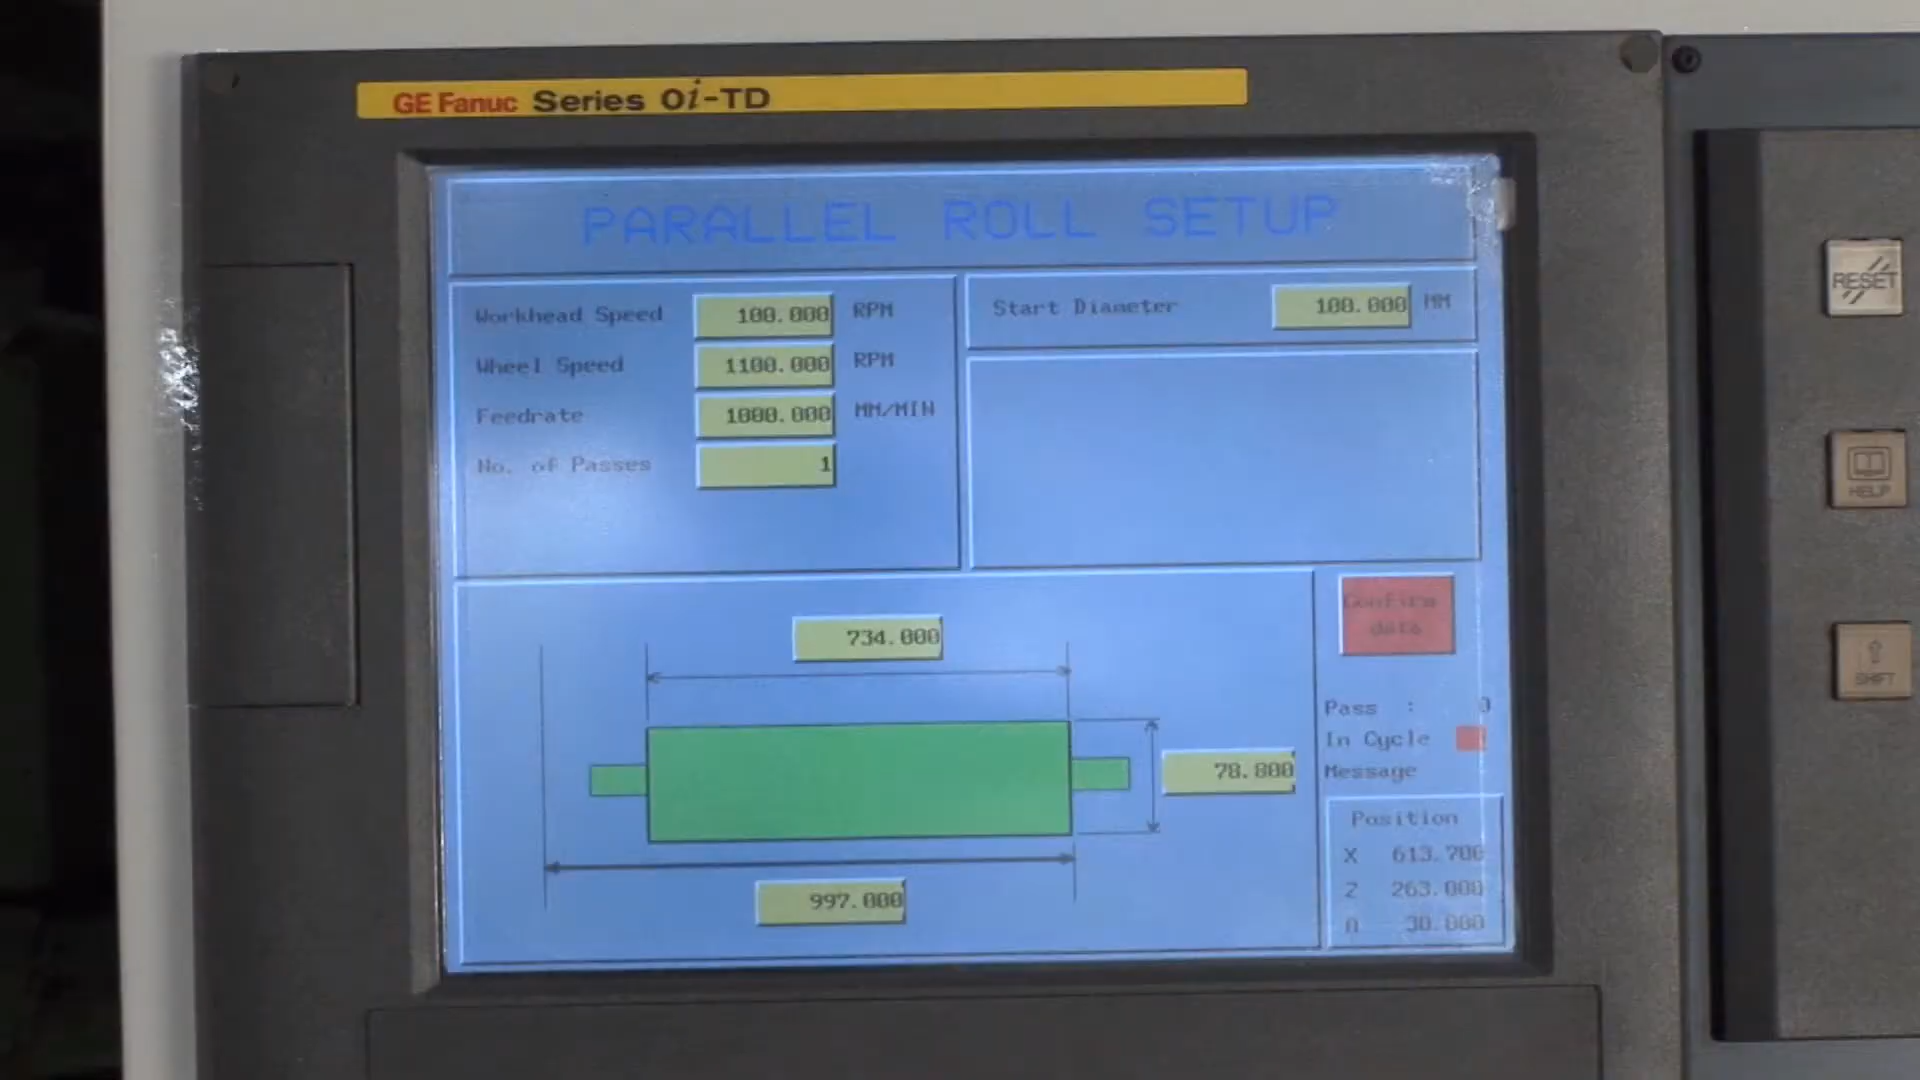 GE Fanuc Series 0i-TD
PARALLEL ROLL SETUP
Workhead Speed 100.000 RPM
Wheel Speed 1100.000 RPM
Feedrate 1000.000 MM/MIN
No. of Passes 1
Start Diameter 100.000 MM
734.000
78.800
997.000
Confirm
data
Pass : 0
In Cycle
Message
Position
X 613.700
Z 263.000
A 30.000
RESET
HELP
SHIFT